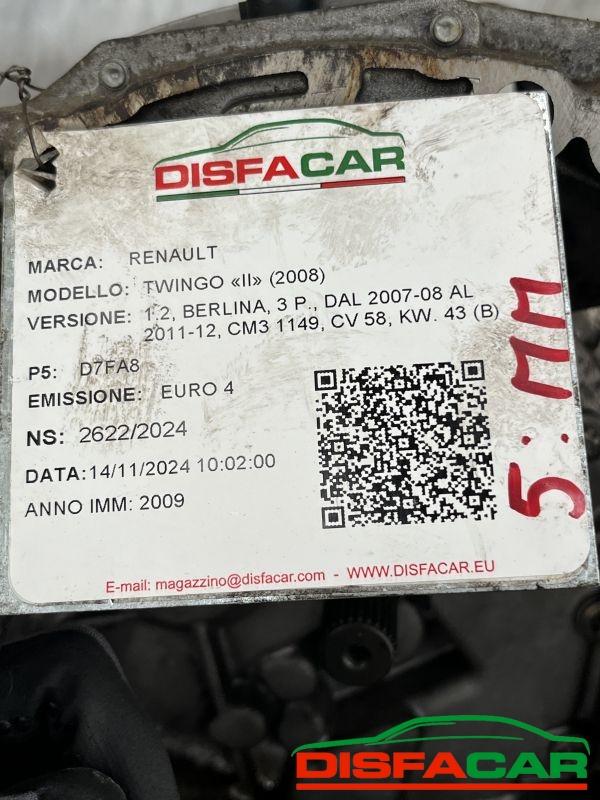 DISFACAR
MARCA: RENAULT
MODELLO: TWINGO «II» (2008)
VERSIONE: 1.2, BERLINA, 3 P., DAL 2007-08 AL
2011-12, CM3 1149, CV 58, KW. 43 (B)
P5: D7FA8
EMISSIONE: EURO 4
NS: 2622/2024
DATA:14/11/2024 10:02:00
ANNO IMM: 2009
E-mail: magazzino@disfacar.com - WWW.DISFACAR.EU
5:MM
DISFACAR